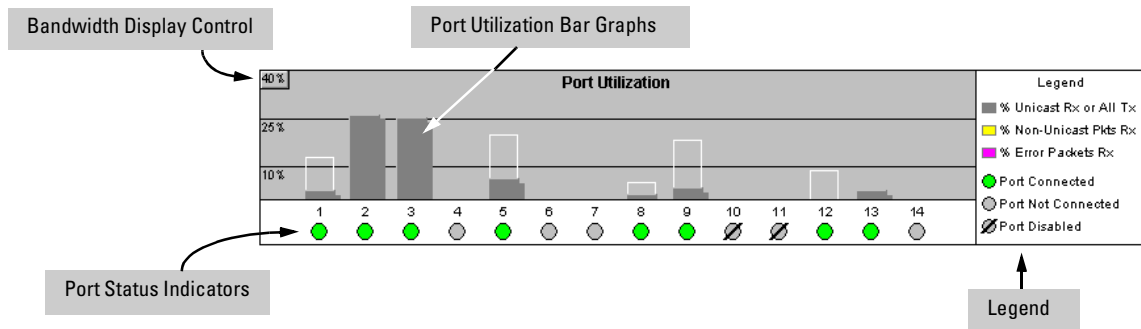 Bandwidth Display Control
Port Utilization Bar Graphs
40%
Port Utilization
25%
10%
Legend
% Unicast Rx or All Tx
% Non-Unicast Pkts Rx
% Error Packets Rx
Port Connected
Port Not Connected
Port Disabled
1 2 3 4 5 6 7 8 9 10 11 12 13 14
Port Status Indicators
Legend